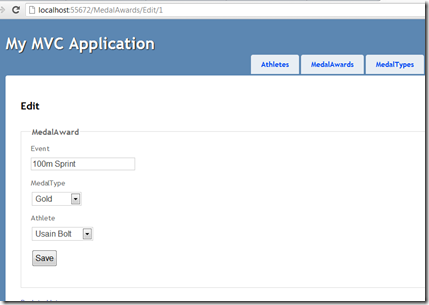 localhost:55672/MedalAwards/Edit/1
My MVC Application
Athletes MedalAwards MedalTypes
Edit
MedalAward
Event
100m Sprint
MedalType
Gold
Athlete
Usain Bolt
Save